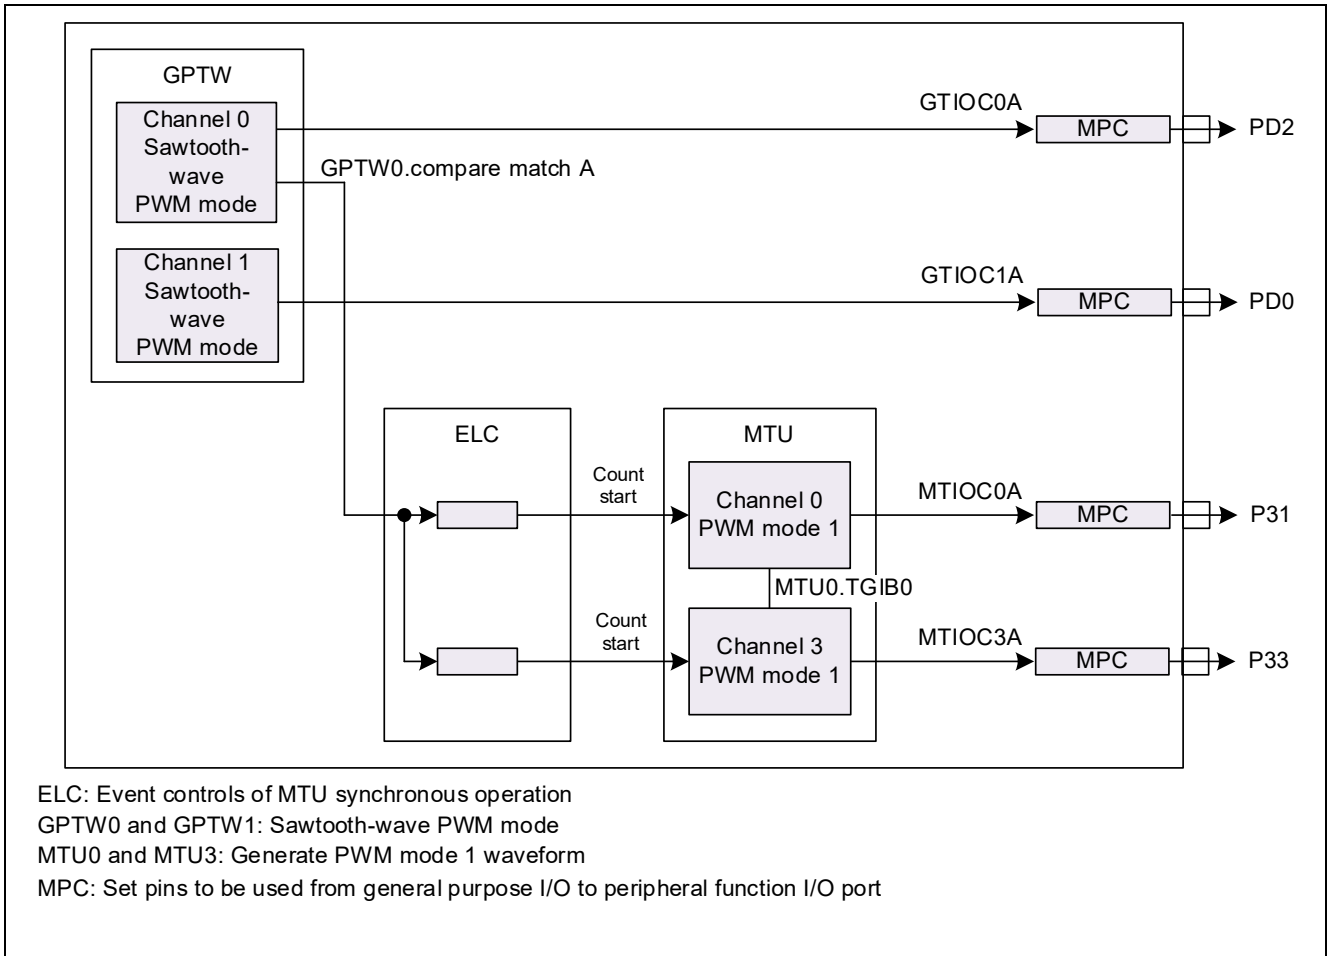 GPTW
Channel 0
Sawtooth-
wave
PWM mode
GTIOC0A
MPC
PD2
GPTW0.compare match A
Channel 1
Sawtooth-
wave
PWM mode
GTIOC1A
MPC
PD0
ELC
MTU
Count
start
Channel 0
PWM mode 1
MTIOC0A
MPC
P31
MTU0.TGIB0
Count
start
Channel 3
PWM mode 1
MTIOC3A
MPC
P33
ELC: Event controls of MTU synchronous operation
GPTW0 and GPTW1: Sawtooth-wave PWM mode
MTU0 and MTU3: Generate PWM mode 1 waveform
MPC: Set pins to be used from general purpose I/O to peripheral function I/O port